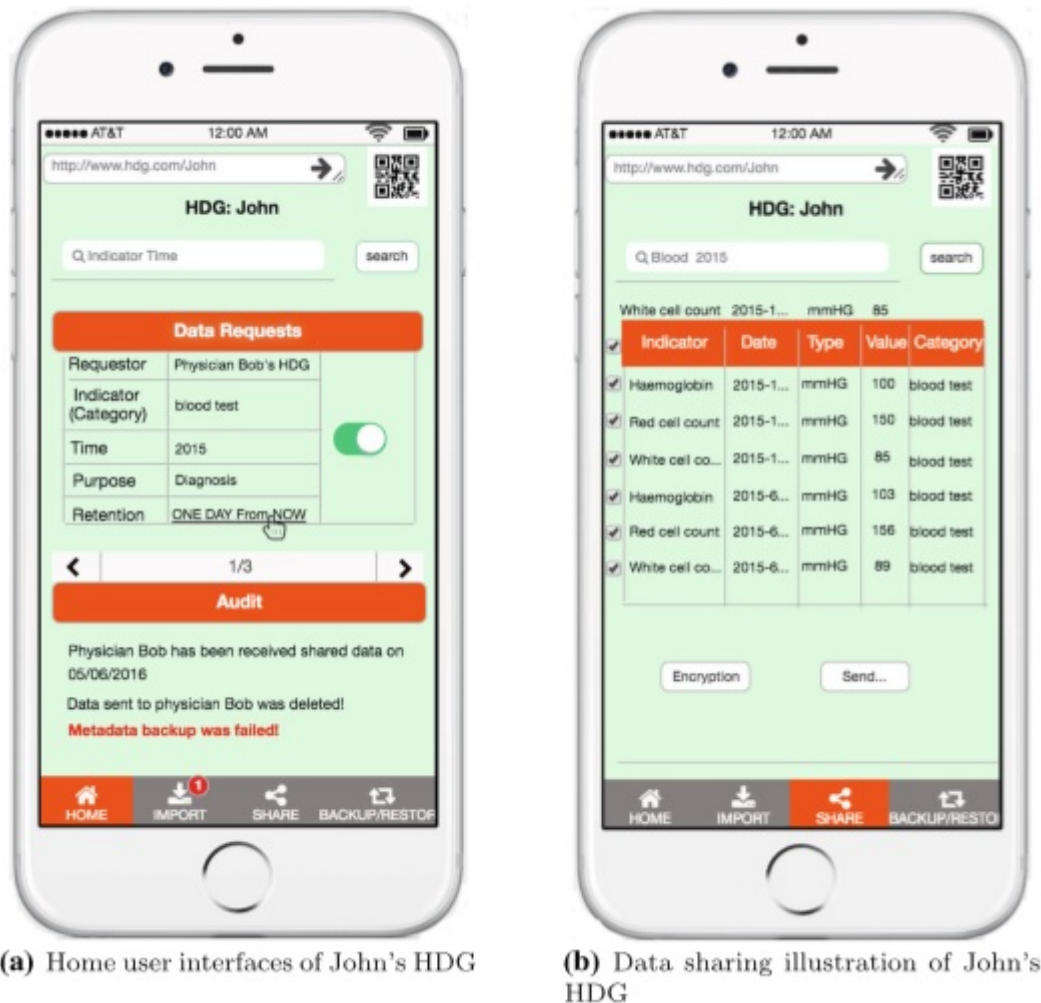 AT&T 12:00 AM
http://www.hdg.com/John
HDG: John
Indicator Time search
Data Requests
Requestor Physician Bob's HDG
Indicator (Category) blood test
Time 2015
Purpose Diagnosis
Retention ONE DAY From NOW
1/3
Audit
Physician Bob has been received shared data on
05/06/2016
Data sent to physician Bob was deleted!
Metadata backup was failed!
1
HOME IMPORT SHARE BACKUP/RESTOR
(a) Home user interfaces of John's HDG
AT&T 12:00 AM
http://www.hdg.com/John
HDG: John
Blood 2015 search
White cell count 2015-1... mmHG 85
Indicator Date Type Value Category
Haemoglobin 2015-1... mmHG 100 blood test
Red cell count 2015-1... mmHG 150 blood test
White cell co... 2015-1... mmHG 85 blood test
Haemoglobin 2015-6... mmHG 103 blood test
Red cell count 2015-6... mmHG 156 blood test
White cell co... 2015-6... mmHG 89 blood test
Encryption Send...
HOME IMPORT SHARE BACKUP/RESTO
(b) Data sharing illustration of John's
HDG